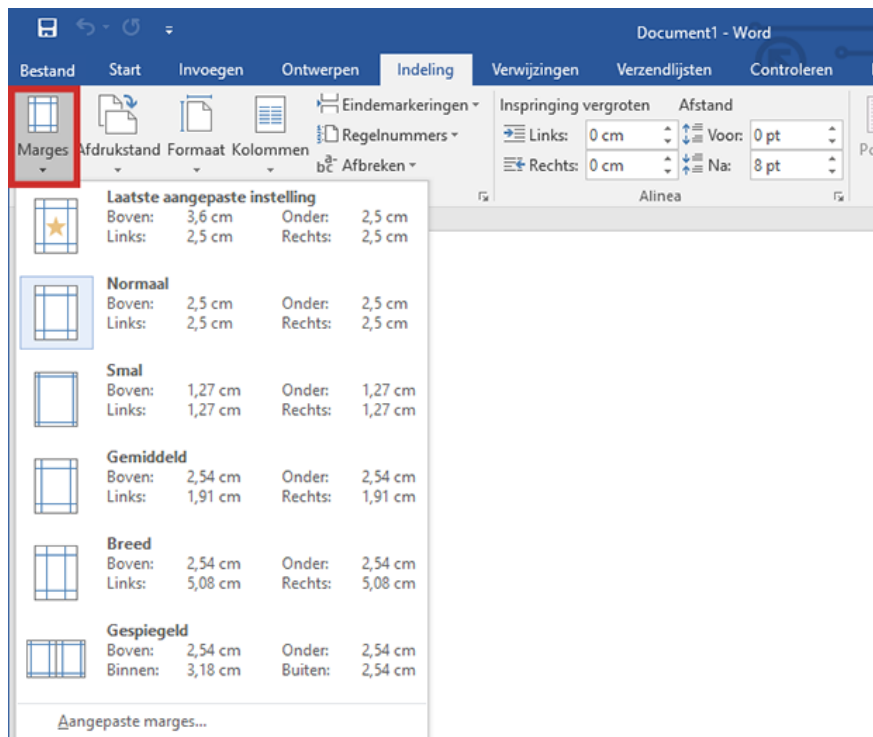 Document1 - Word
Bestand Start Invoegen Ontwerpen Indeling Verwijzingen Verzendlijsten Controleren
Eindemarkeringen Inspringing vergroten Afstand
Regelnummers Links: 0 cm Voor: 0 pt
Marges Afdrukstand Formaat Kolommen
bc Afbreken Rechts: 0 cm Na: 8 pt
Alinea
Laatste aangepaste instelling
Boven: 3,6 cm Onder: 2,5 cm
Links: 2,5 cm Rechts: 2,5 cm
Normaal
Boven: 2,5 cm Onder: 2,5 cm
Links: 2,5 cm Rechts: 2,5 cm
Smal
Boven: 1,27 cm Onder: 1,27 cm
Links: 1,27 cm Rechts: 1,27 cm
Gemiddeld
Boven: 2,54 cm Onder: 2,54 cm
Links: 1,91 cm Rechts: 1,91 cm
Breed
Boven: 2,54 cm Onder: 2,54 cm
Links: 5,08 cm Rechts: 5,08 cm
Gespiegeld
Boven: 2,54 cm Onder: 2,54 cm
Binnen: 3,18 cm Buiten: 2,54 cm
Aangepaste marges...